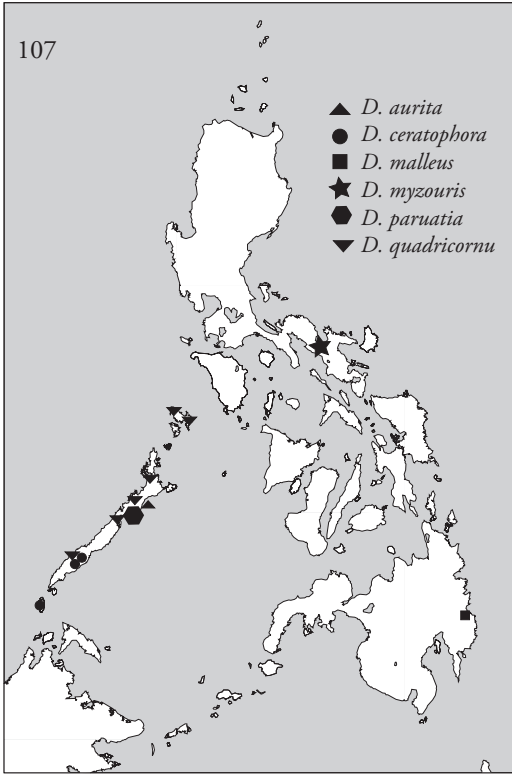 107
D. aurita
D. ceratophora
D. malleus
D. myzouris
D. paruatia
D. quadricornu